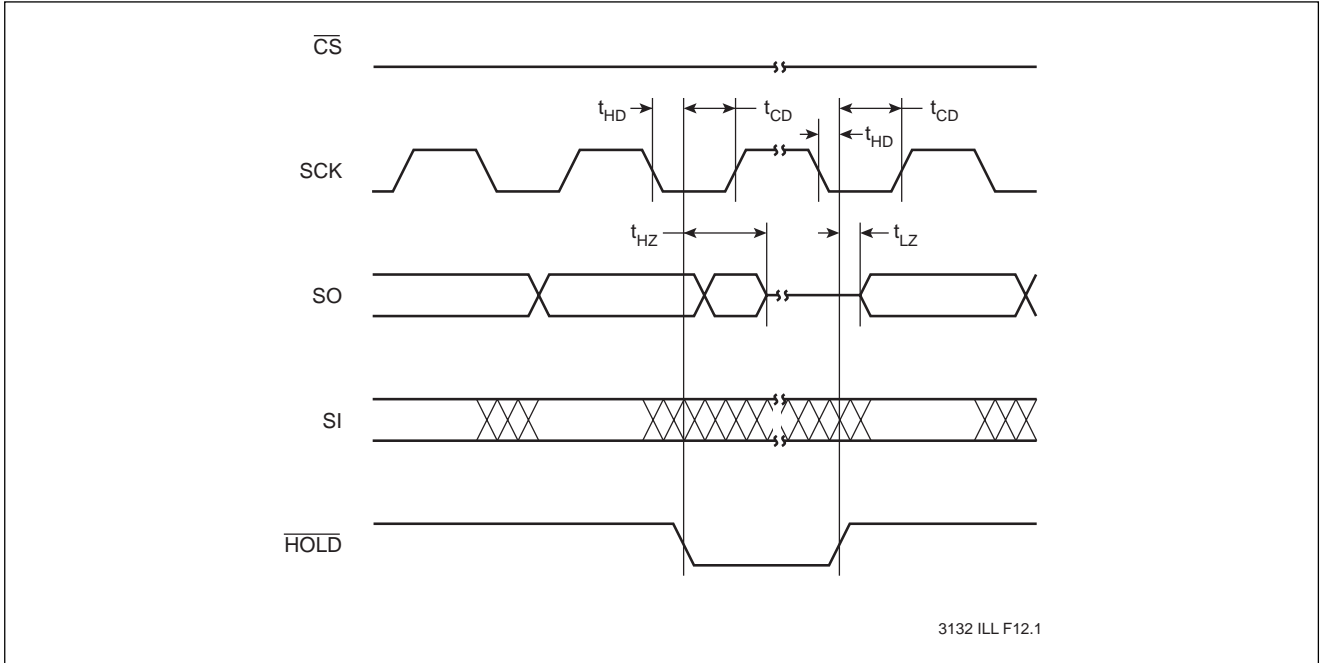 CS
tHD
tCD
tCD
tHD
SCK
tHZ
tLZ
SO
SI
HOLD
3132 ILL F12.1